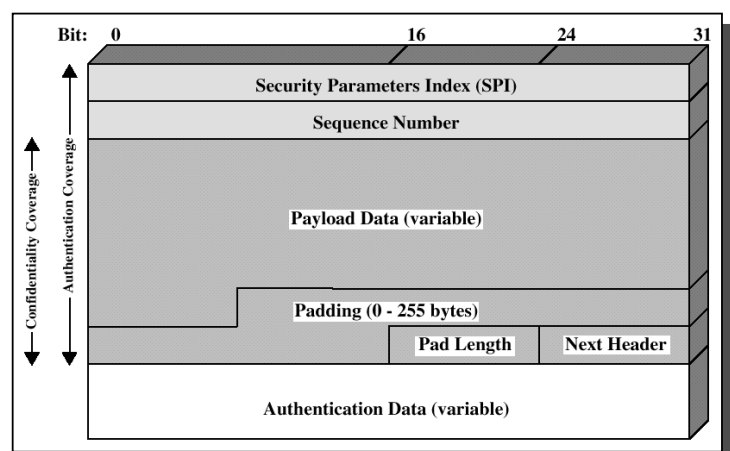 Bit: 0 16 24 31
Security Parameters Index (SPI)
Sequence Number
Payload Data (variable)
Padding (0 - 255 bytes)
Pad Length Next Header
Authentication Data (variable)
Confidentiality Coverage
Authentication Coverage